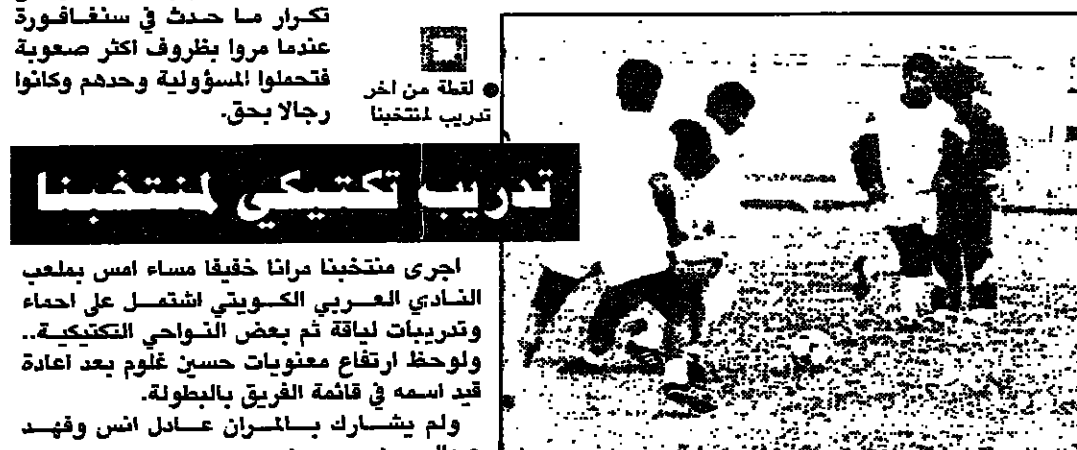 تكرار ما حدث في سنغافورة
عندما مروا بظروف اكثر صعوبة
فتحملوا المسؤولية وحدهم وكانوا
رجالا بحق.
● لقطة من اخر
تدريب لمنتخبنا
تدريب تكتيكي لمنتخبنا
اجرى منتخبنا مرانا خفيفا مساء امس بملعب
النادي العربي الكويتي اشتمل على احماء
وتدريبات لياقة ثم بعض النواحي التكتيكية..
ولوحظ ارتفاع معنويات حسين غلوم بعد اعادة
قيد اسمه في قائمة الفريق بالبطولة.
ولم يشارك بالمران عادل انس وفهد